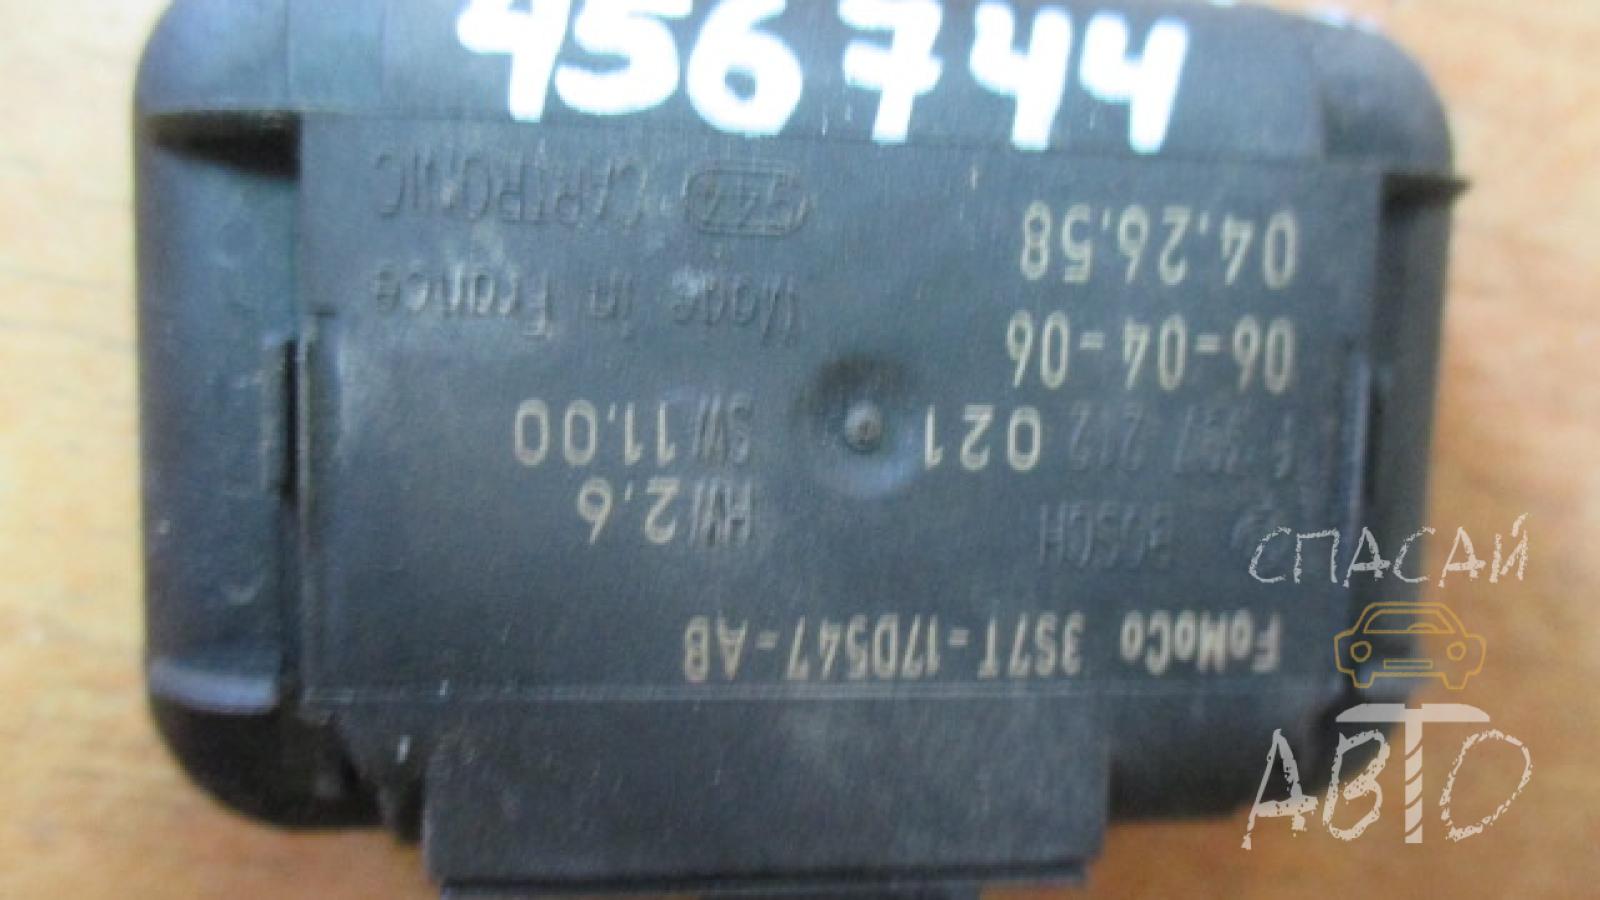 456744
FoMoCo 3S7T-17D547-AB
BOSCH
HW 2.6
021
SW 11.00
06-04-06
Made in France
04.26.58
CARTRONIC
СПАСАЙ
АВТО